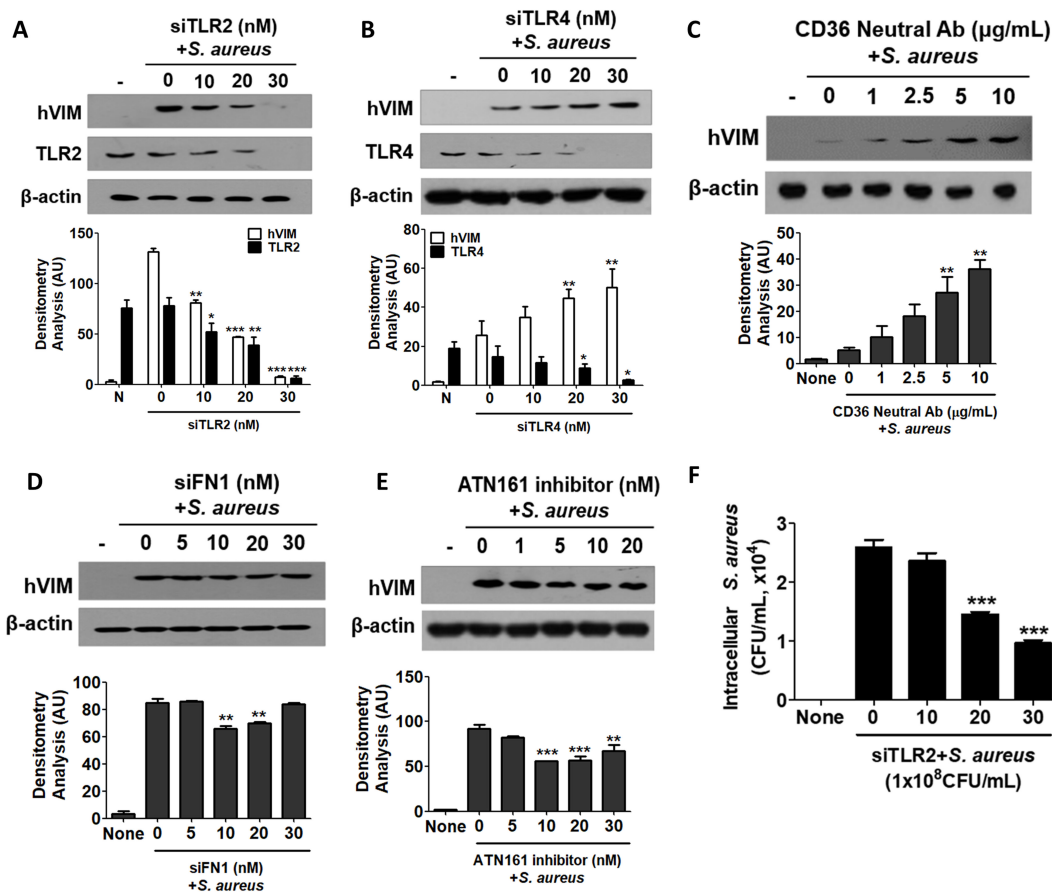 A
siTLR2 (nM)
+S. aureus
- 0 10 20 30
hVIM
TLR2
β-actin
150
100
50
0
Densitometry
Analysis (AU)
hVIM
TLR2
** * *** ** *** ***
N 0 10 20 30
siTLR2 (nM)
B
siTLR4 (nM)
+S. aureus
- 0 10 20 30
hVIM
TLR4
β-actin
80
60
40
20
0
Densitometry
Analysis (AU)
hVIM
TLR4
** * ** *
N 0 10 20 30
siTLR4 (nM)
C
CD36 Neutral Ab (μg/mL)
+S. aureus
- 0 1 2.5 5 10
hVIM
β-actin
50
40
30
20
10
0
Densitometry
Analysis (AU)
** **
None 0 1 2.5 5 10
CD36 Neutral Ab (μg/mL)
+S. aureus
D
siFN1 (nM)
+S. aureus
- 0 5 10 20 30
hVIM
β-actin
100
80
60
40
20
0
Densitometry
Analysis (AU)
** **
None 0 5 10 20 30
siFN1 (nM)
+S. aureus
E
ATN161 inhibitor (nM)
+S. aureus
- 0 1 5 10 20
hVIM
β-actin
150
100
50
0
Densitometry
Analysis (AU)
*** *** **
None 0 5 10 20 30
ATN161 inhibitor (nM)
+S. aureus
F
3
2
1
0
Intracellular S. aureus
(CFU/mL, x10⁴)
*** ***
None 0 10 20 30
siTLR2+S. aureus
(1x10⁸CFU/mL)